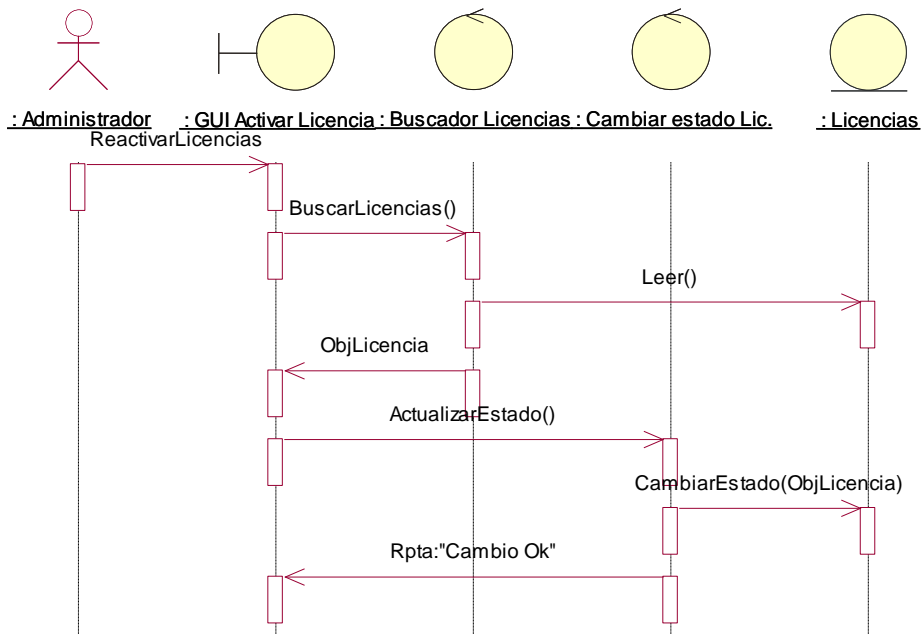 : Administrador : GUI Activar Licencia : Buscador Licencias : Cambiar estado Lic. : Licencias
ReactivarLicencias
BuscarLicencias()
Leer()
ObjLicencia
ActualizarEstado()
CambiarEstado(ObjLicencia)
Rpta:"Cambio Ok"